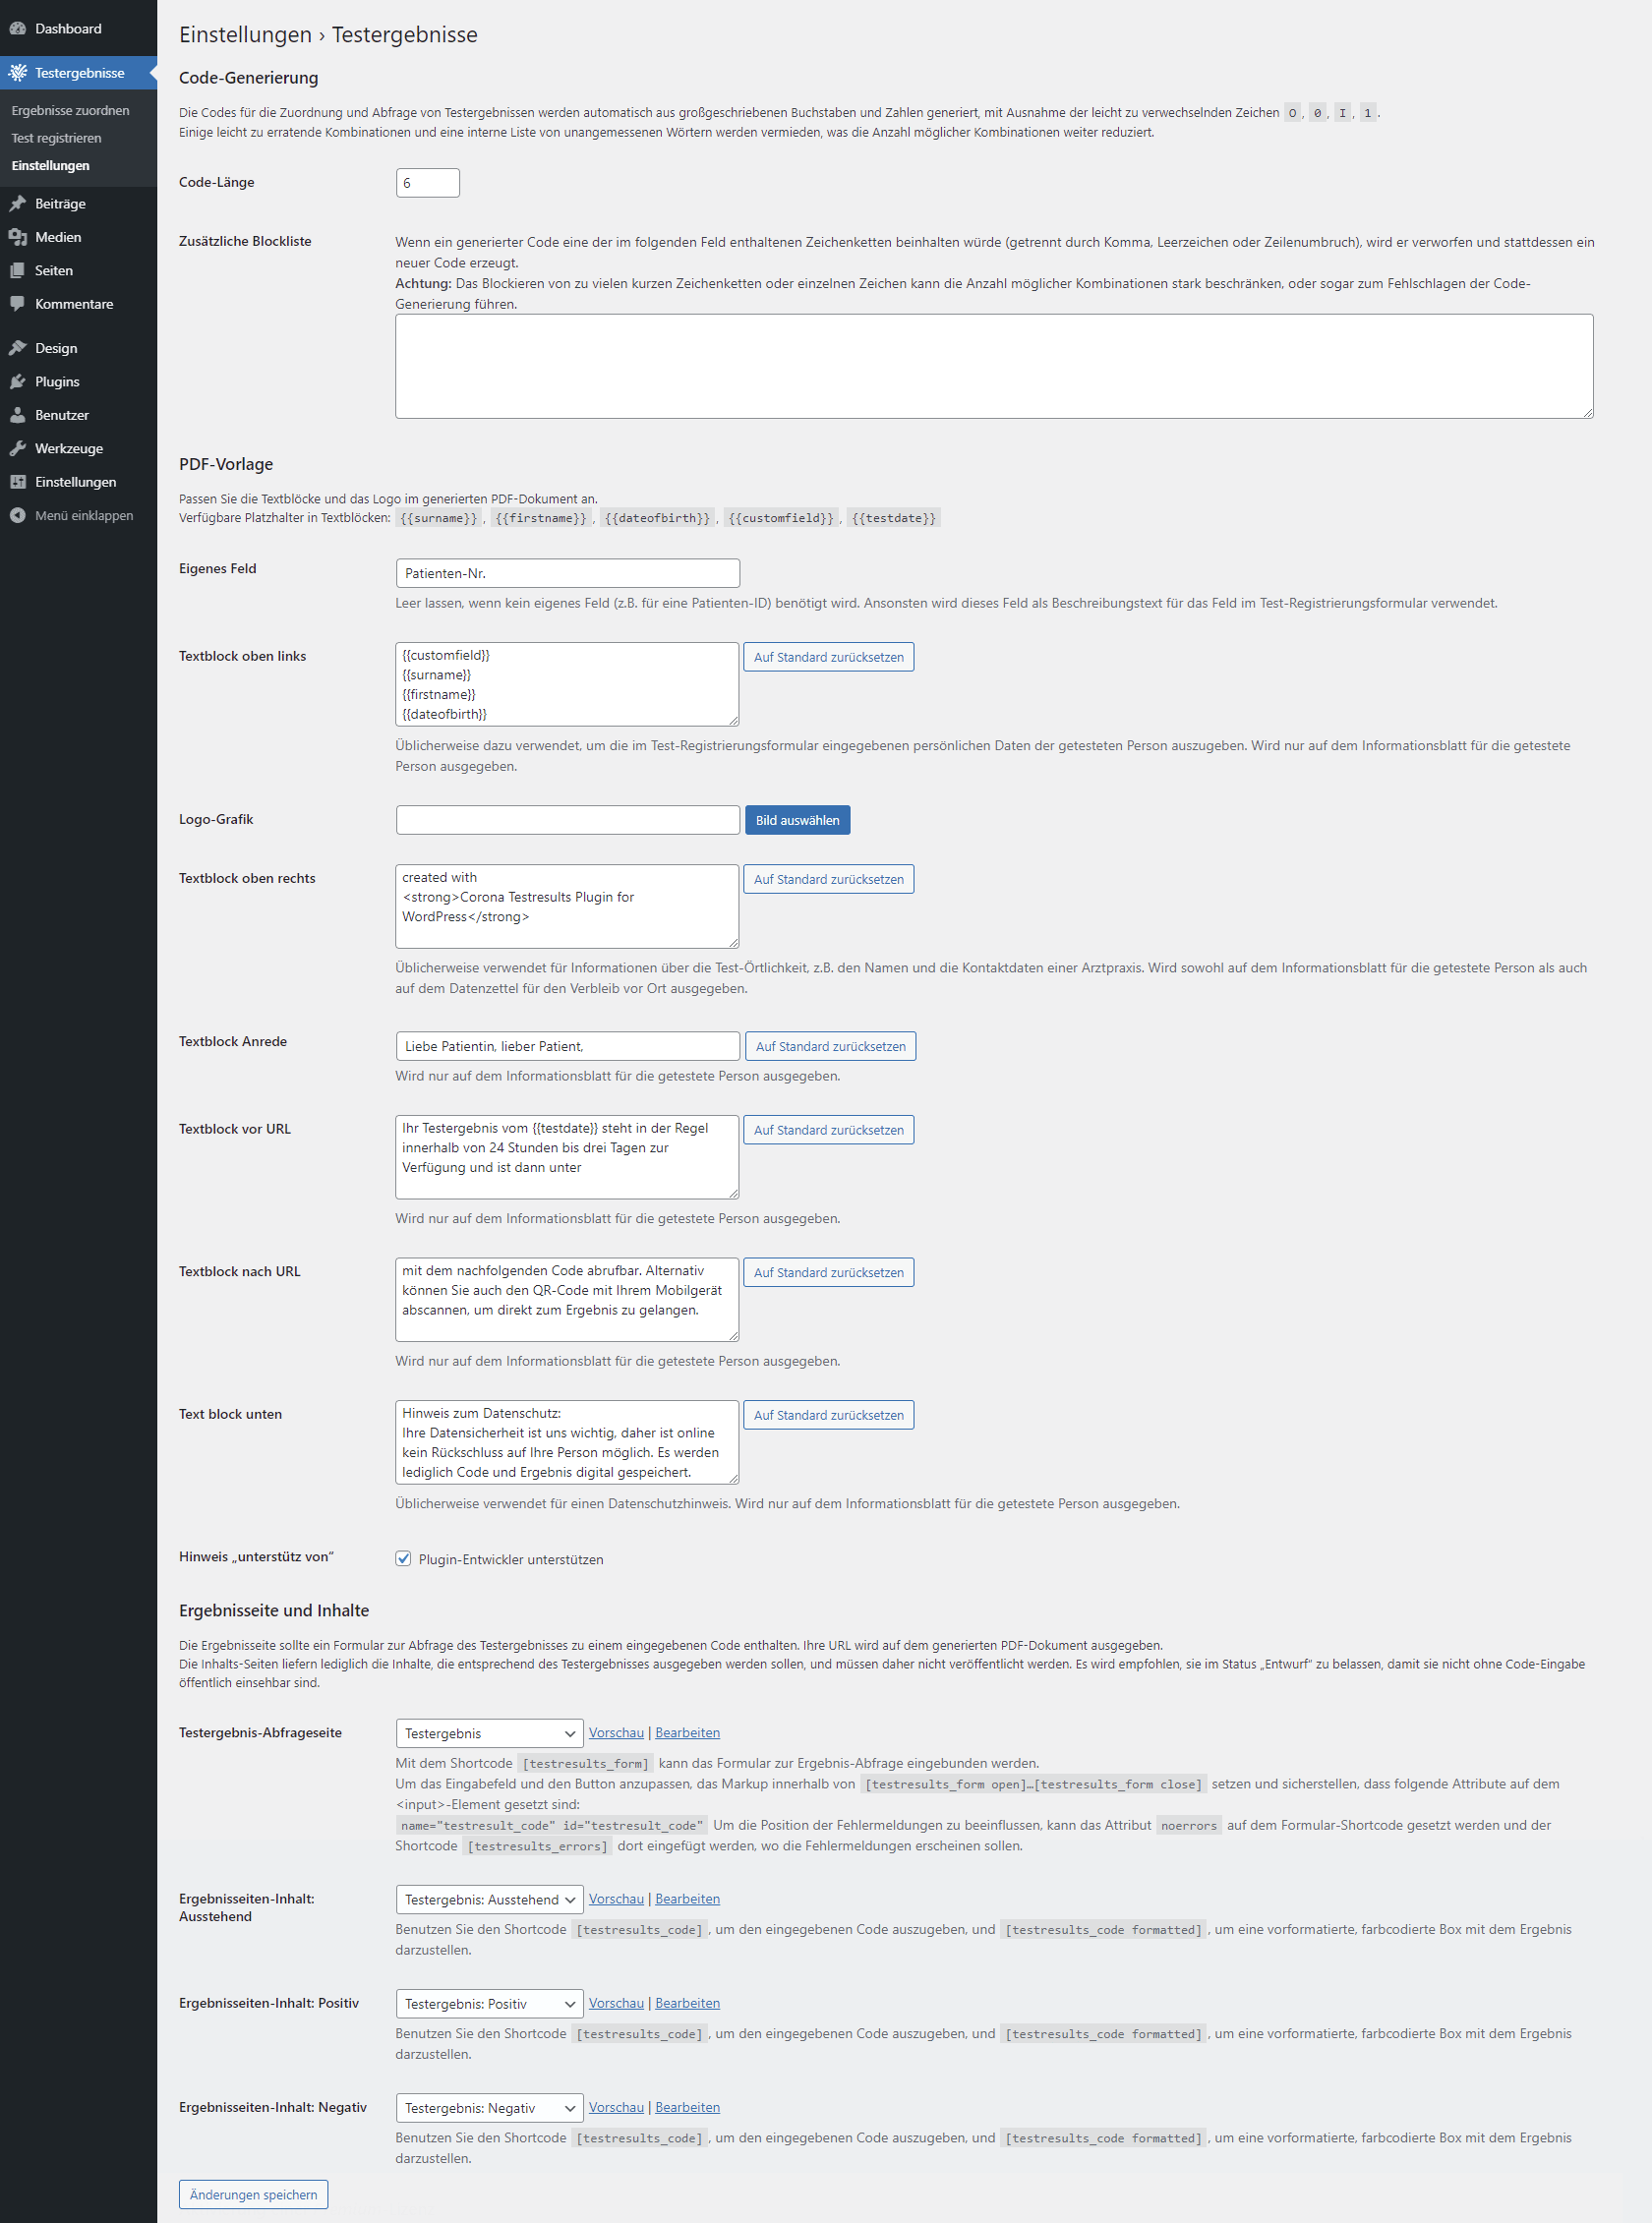 Dashboard
Testergebnisse
Ergebnisse zuordnen
Test registrieren
Einstellungen
Beiträge
Medien
Seiten
Kommentare
Design
Plugins
Benutzer
Werkzeuge
Einstellungen
Menü einklappen
Einstellungen › Testergebnisse
Code-Generierung
Die Codes für die Zuordnung und Abfrage von Testergebnissen werden automatisch aus großgeschriebenen Buchstaben und Zahlen generiert, mit Ausnahme der leicht zu verwechselnden Zeichen O, 0, I, 1.
Einige leicht zu erratende Kombinationen und eine interne Liste von unangemessenen Wörtern werden vermieden, was die Anzahl möglicher Kombinationen weiter reduziert.
Code-Länge
6
Zusätzliche Blockliste
Wenn ein generierter Code eine der im folgenden Feld enthaltenen Zeichenketten beinhalten würde (getrennt durch Komma, Leerzeichen oder Zeilenumbruch), wird er verworfen und stattdessen ein
neuer Code erzeugt.
Achtung: Das Blockieren von zu vielen kurzen Zeichenketten oder einzelnen Zeichen kann die Anzahl möglicher Kombinationen stark beschränken, oder sogar zum Fehlschlagen der Code-
Generierung führen.
PDF-Vorlage
Passen Sie die Textblöcke und das Logo im generierten PDF-Dokument an.
Verfügbare Platzhalter in Textblöcken: {{surname}}, {{firstname}}, {{dateofbirth}}, {{customfield}}, {{testdate}}
Eigenes Feld
Patienten-Nr.
Leer lassen, wenn kein eigenes Feld (z.B. für eine Patienten-ID) benötigt wird. Ansonsten wird dieses Feld als Beschreibungstext für das Feld im Test-Registrierungsformular verwendet.
Textblock oben links
{{customfield}}
{{surname}}
{{firstname}}
{{dateofbirth}}
Auf Standard zurücksetzen
Üblicherweise dazu verwendet, um die im Test-Registrierungsformular eingegebenen persönlichen Daten der getesteten Person auszugeben. Wird nur auf dem Informationsblatt für die getestete
Person ausgegeben.
Logo-Grafik
Bild auswählen
Textblock oben rechts
created with
<strong>Corona Testresults Plugin for
WordPress</strong>
Auf Standard zurücksetzen
Üblicherweise verwendet für Informationen über die Test-Örtlichkeit, z.B. den Namen und die Kontaktdaten einer Arztpraxis. Wird sowohl auf dem Informationsblatt für die getestete Person als auch
auf dem Datenzettel für den Verbleib vor Ort ausgegeben.
Textblock Anrede
Liebe Patientin, lieber Patient,
Auf Standard zurücksetzen
Wird nur auf dem Informationsblatt für die getestete Person ausgegeben.
Textblock vor URL
Ihr Testergebnis vom {{testdate}} steht in der Regel
innerhalb von 24 Stunden bis drei Tagen zur
Verfügung und ist dann unter
Auf Standard zurücksetzen
Wird nur auf dem Informationsblatt für die getestete Person ausgegeben.
Textblock nach URL
mit dem nachfolgenden Code abrufbar. Alternativ
können Sie auch den QR-Code mit Ihrem Mobilgerät
abscannen, um direkt zum Ergebnis zu gelangen.
Auf Standard zurücksetzen
Wird nur auf dem Informationsblatt für die getestete Person ausgegeben.
Text block unten
Hinweis zum Datenschutz:
Ihre Datensicherheit ist uns wichtig, daher ist online
kein Rückschluss auf Ihre Person möglich. Es werden
lediglich Code und Ergebnis digital gespeichert.
Auf Standard zurücksetzen
Üblicherweise verwendet für einen Datenschutzhinweis. Wird nur auf dem Informationsblatt für die getestete Person ausgegeben.
Hinweis „unterstütz von“
Plugin-Entwickler unterstützen
Ergebnisseite und Inhalte
Die Ergebnisseite sollte ein Formular zur Abfrage des Testergebnisses zu einem eingegebenen Code enthalten. Ihre URL wird auf dem generierten PDF-Dokument ausgegeben.
Die Inhalts-Seiten liefern lediglich die Inhalte, die entsprechend des Testergebnisses ausgegeben werden sollen, und müssen daher nicht veröffentlicht werden. Es wird empfohlen, sie im Status „Entwurf“ zu belassen, damit sie nicht ohne Code-Eingabe
öffentlich einsehbar sind.
Testergebnis-Abfrageseite
Testergebnis
Vorschau | Bearbeiten
Mit dem Shortcode [testresults_form] kann das Formular zur Ergebnis-Abfrage eingebunden werden.
Um das Eingabefeld und den Button anzupassen, das Markup innerhalb von [testresults_form open]…[testresults_form close] setzen und sicherstellen, dass folgende Attribute auf dem
<input>-Element gesetzt sind:
name="testresult_code" id="testresult_code" Um die Position der Fehlermeldungen zu beeinflussen, kann das Attribut noerrors auf dem Formular-Shortcode gesetzt werden und der
Shortcode [testresults_errors] dort eingefügt werden, wo die Fehlermeldungen erscheinen sollen.
Ergebnisseiten-Inhalt:
Ausstehend
Testergebnis: Ausstehend
Vorschau | Bearbeiten
Benutzen Sie den Shortcode [testresults_code], um den eingegebenen Code auszugeben, und [testresults_code formatted], um eine vorformatierte, farbcodierte Box mit dem Ergebnis
darzustellen.
Ergebnisseiten-Inhalt: Positiv
Testergebnis: Positiv
Vorschau | Bearbeiten
Benutzen Sie den Shortcode [testresults_code], um den eingegebenen Code auszugeben, und [testresults_code formatted], um eine vorformatierte, farbcodierte Box mit dem Ergebnis
darzustellen.
Ergebnisseiten-Inhalt: Negativ
Testergebnis: Negativ
Vorschau | Bearbeiten
Benutzen Sie den Shortcode [testresults_code], um den eingegebenen Code auszugeben, und [testresults_code formatted], um eine vorformatierte, farbcodierte Box mit dem Ergebnis
darzustellen.
Änderungen speichern